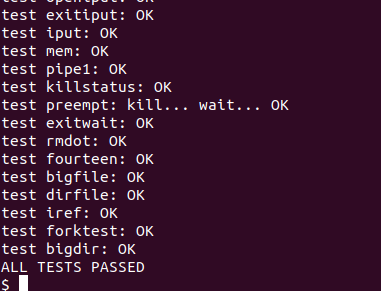 test openiput: OK
test exitiput: OK
test iput: OK
test mem: OK
test pipe1: OK
test killstatus: OK
test preempt: kill... wait... OK
test exitwait: OK
test rmdot: OK
test fourteen: OK
test bigfile: OK
test dirfile: OK
test iref: OK
test forktest: OK
test bigdir: OK
ALL TESTS PASSED
$